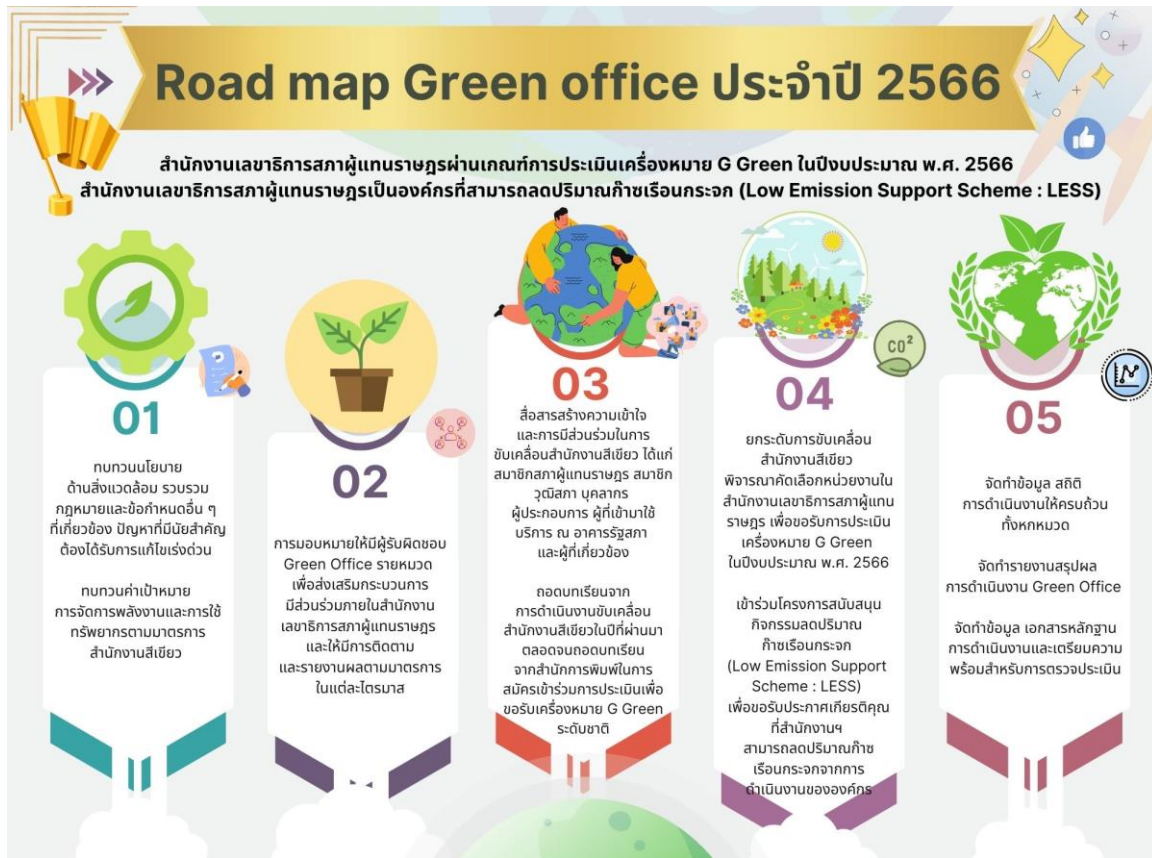 Road map Green office ประจำปี 2566
สำนักงานเลขาธิการสภาผู้แทนราษฎรผ่านเกณฑ์การประเมินเครื่องหมาย G Green ในปีงบประมาณ พ.ศ. 2566
สำนักงานเลขาธิการสภาผู้แทนราษฎรเป็นองค์กรที่สามารถลดปริมาณก๊าซเรือนกระจก (Low Emission Support Scheme : LESS)
01
ทบทวนนโยบาย
ด้านสิ่งแวดล้อม รวบรวม
กฎหมายและข้อกำหนดอื่น ๆ
ที่เกี่ยวข้อง ปัญหาที่มีนัยสำคัญ
ต้องได้รับการแก้ไขเร่งด่วน
ทบทวนค่าเป้าหมาย
การจัดการพลังงานและการใช้
ทรัพยากรตามมาตรการ
สำนักงานสีเขียว
02
การมอบหมายให้มีผู้รับผิดชอบ
Green Office รายหมวด
เพื่อส่งเสริมกระบวนการ
มีส่วนร่วมภายในสำนักงาน
เลขาธิการสภาผู้แทนราษฎร
และให้มีการติดตาม
และรายงานผลตามมาตรการ
ในแต่ละไตรมาส
03
สื่อสารสร้างความเข้าใจ
และการมีส่วนร่วมในการ
ขับเคลื่อนสำนักงานสีเขียว ได้แก่
สมาชิกสภาผู้แทนราษฎร สมาชิก
วุฒิสภา บุคลากร
ผู้ประกอบการ ผู้ที่เข้ามาใช้
บริการ ณ อาคารรัฐสภา
และผู้ที่เกี่ยวข้อง
ถอดบทเรียนจาก
การดำเนินงานขับเคลื่อน
สำนักงานสีเขียวในปีที่ผ่านมา
ตลอดจนถอดบทเรียน
จากสำนักการพิมพ์ในการ
สมัครเข้าร่วมการประเมินเพื่อ
ขอรับเครื่องหมาย G Green
ระดับชาติ
CO²
04
ยกระดับการขับเคลื่อน
สำนักงานสีเขียว
พิจารณาคัดเลือกหน่วยงานใน
สำนักงานเลขาธิการสภาผู้แทน
ราษฎร เพื่อขอรับการประเมิน
เครื่องหมาย G Green
ในปีงบประมาณ พ.ศ. 2566
เข้าร่วมโครงการสนับสนุน
กิจกรรมลดปริมาณ
ก๊าซเรือนกระจก
(Low Emission Support
Scheme : LESS)
เพื่อขอรับประกาศเกียรติคุณ
ที่สำนักงานฯ
สามารถลดปริมาณก๊าซ
เรือนกระจกจากการ
ดำเนินงานขององค์กร
05
จัดทำข้อมูล สถิติ
การดำเนินงานให้ครบถ้วน
ทั้งหกหมวด
จัดทำรายงานสรุปผล
การดำเนินงาน Green Office
จัดทำข้อมูล เอกสารหลักฐาน
การดำเนินงานและเตรียมความ
พร้อมสำหรับการตรวจประเมิน